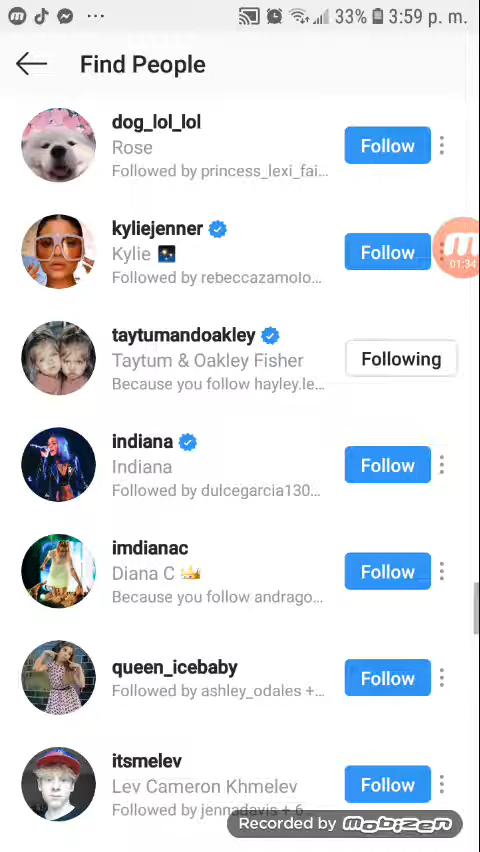 33% 3:59 p. m.
Find People
dog_lol_lol
Rose
Followed by princess_lexi_fai...
Follow
kyliejenner
Kylie
Followed by rebeccazamolo...
Follow
01:34
taytumandoakley
Taytum & Oakley Fisher
Because you follow hayley.le...
Following
indiana
Indiana
Followed by dulcegarcia130...
Follow
imdianac
Diana C 👑
Because you follow andrago...
Follow
queen_icebaby
Followed by ashley_odales +...
Follow
itsmelev
Lev Cameron Khmelev
Followed by jennadavis + 6
Follow
Recorded by mobizen